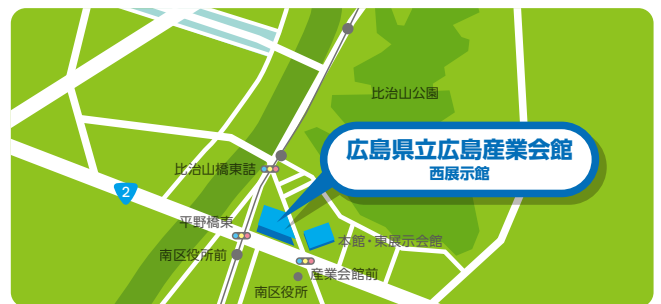 比治山公園
広島県立広島産業会館
西展示館
比治山橋東詰
2
平野橋東
本館・東展示会館
南区役所前
産業会館前
南区役所